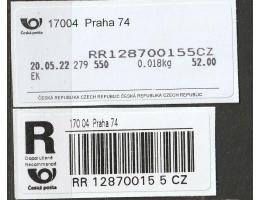 17004 Praha 74
Česká pošta
RR128700155CZ
20.05.22 279 550 0.018kg 52.00
EK
ČESKÁ REPUBLIKA CZECH REPUBLIC ČESKÁ REPUBLIKA CZECH REPUBLIC
170 04 Praha 74
R
Doporučeně
Recommandé
Česká pošta
RR 12870015 5 CZ